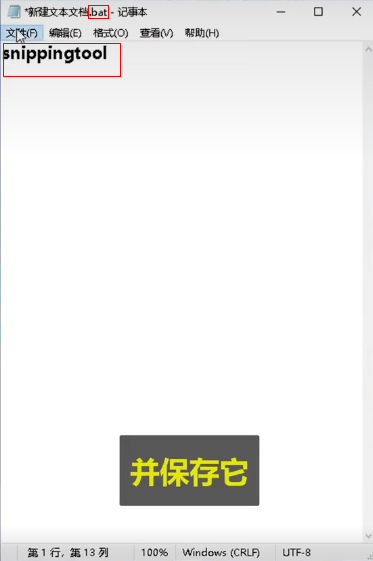 *新建文本文档.bat - 记事本
文件(F) 编辑(E) 格式(O) 查看(V) 帮助(H)
snippingtool
并保存它
第 1 行，第 13 列 100% Windows (CRLF) UTF-8